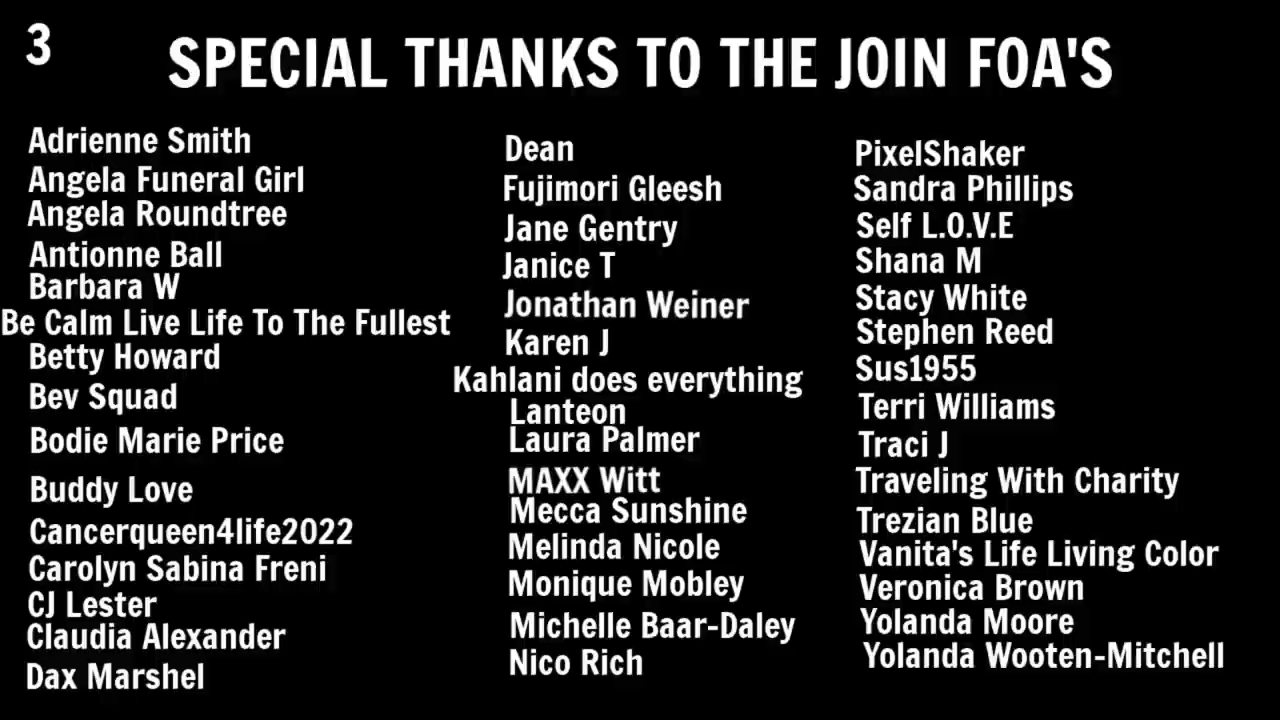 3
SPECIAL THANKS TO THE JOIN FOA'S
Adrienne Smith
Angela Funeral Girl
Angela Roundtree
Antionne Ball
Barbara W
Be Calm Live Life To The Fullest
Betty Howard
Bev Squad
Bodie Marie Price
Buddy Love
Cancerqueen4life2022
Carolyn Sabina Freni
CJ Lester
Claudia Alexander
Dax Marshel
Dean
Fujimori Gleesh
Jane Gentry
Janice T
Jonathan Weiner
Karen J
Kahlani does everything
Lanteon
Laura Palmer
MAXX Witt
Mecca Sunshine
Melinda Nicole
Monique Mobley
Michelle Baar-Daley
Nico Rich
PixelShaker
Sandra Phillips
Self L.O.V.E
Shana M
Stacy White
Stephen Reed
Sus1955
Terri Williams
Traci J
Traveling With Charity
Trezian Blue
Vanita's Life Living Color
Veronica Brown
Yolanda Moore
Yolanda Wooten-Mitchell